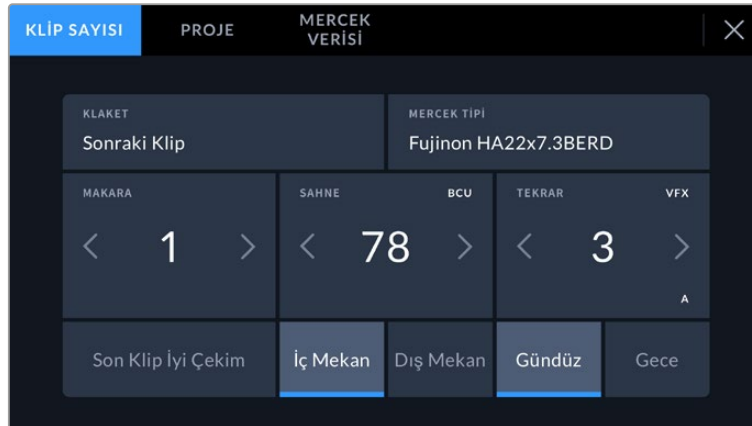 KLİP SAYISI
PROJE
MERCEK
VERİSİ
KLAKET
Sonraki Klip
MERCEK TİPİ
Fujinon HA22x7.3BERD
MAKARA
1
SAHNE
BCU
78
TEKRAR
VFX
3
A
Son Klip İyi Çekim
İç Mekan
Dış Mekan
Gündüz
Gece